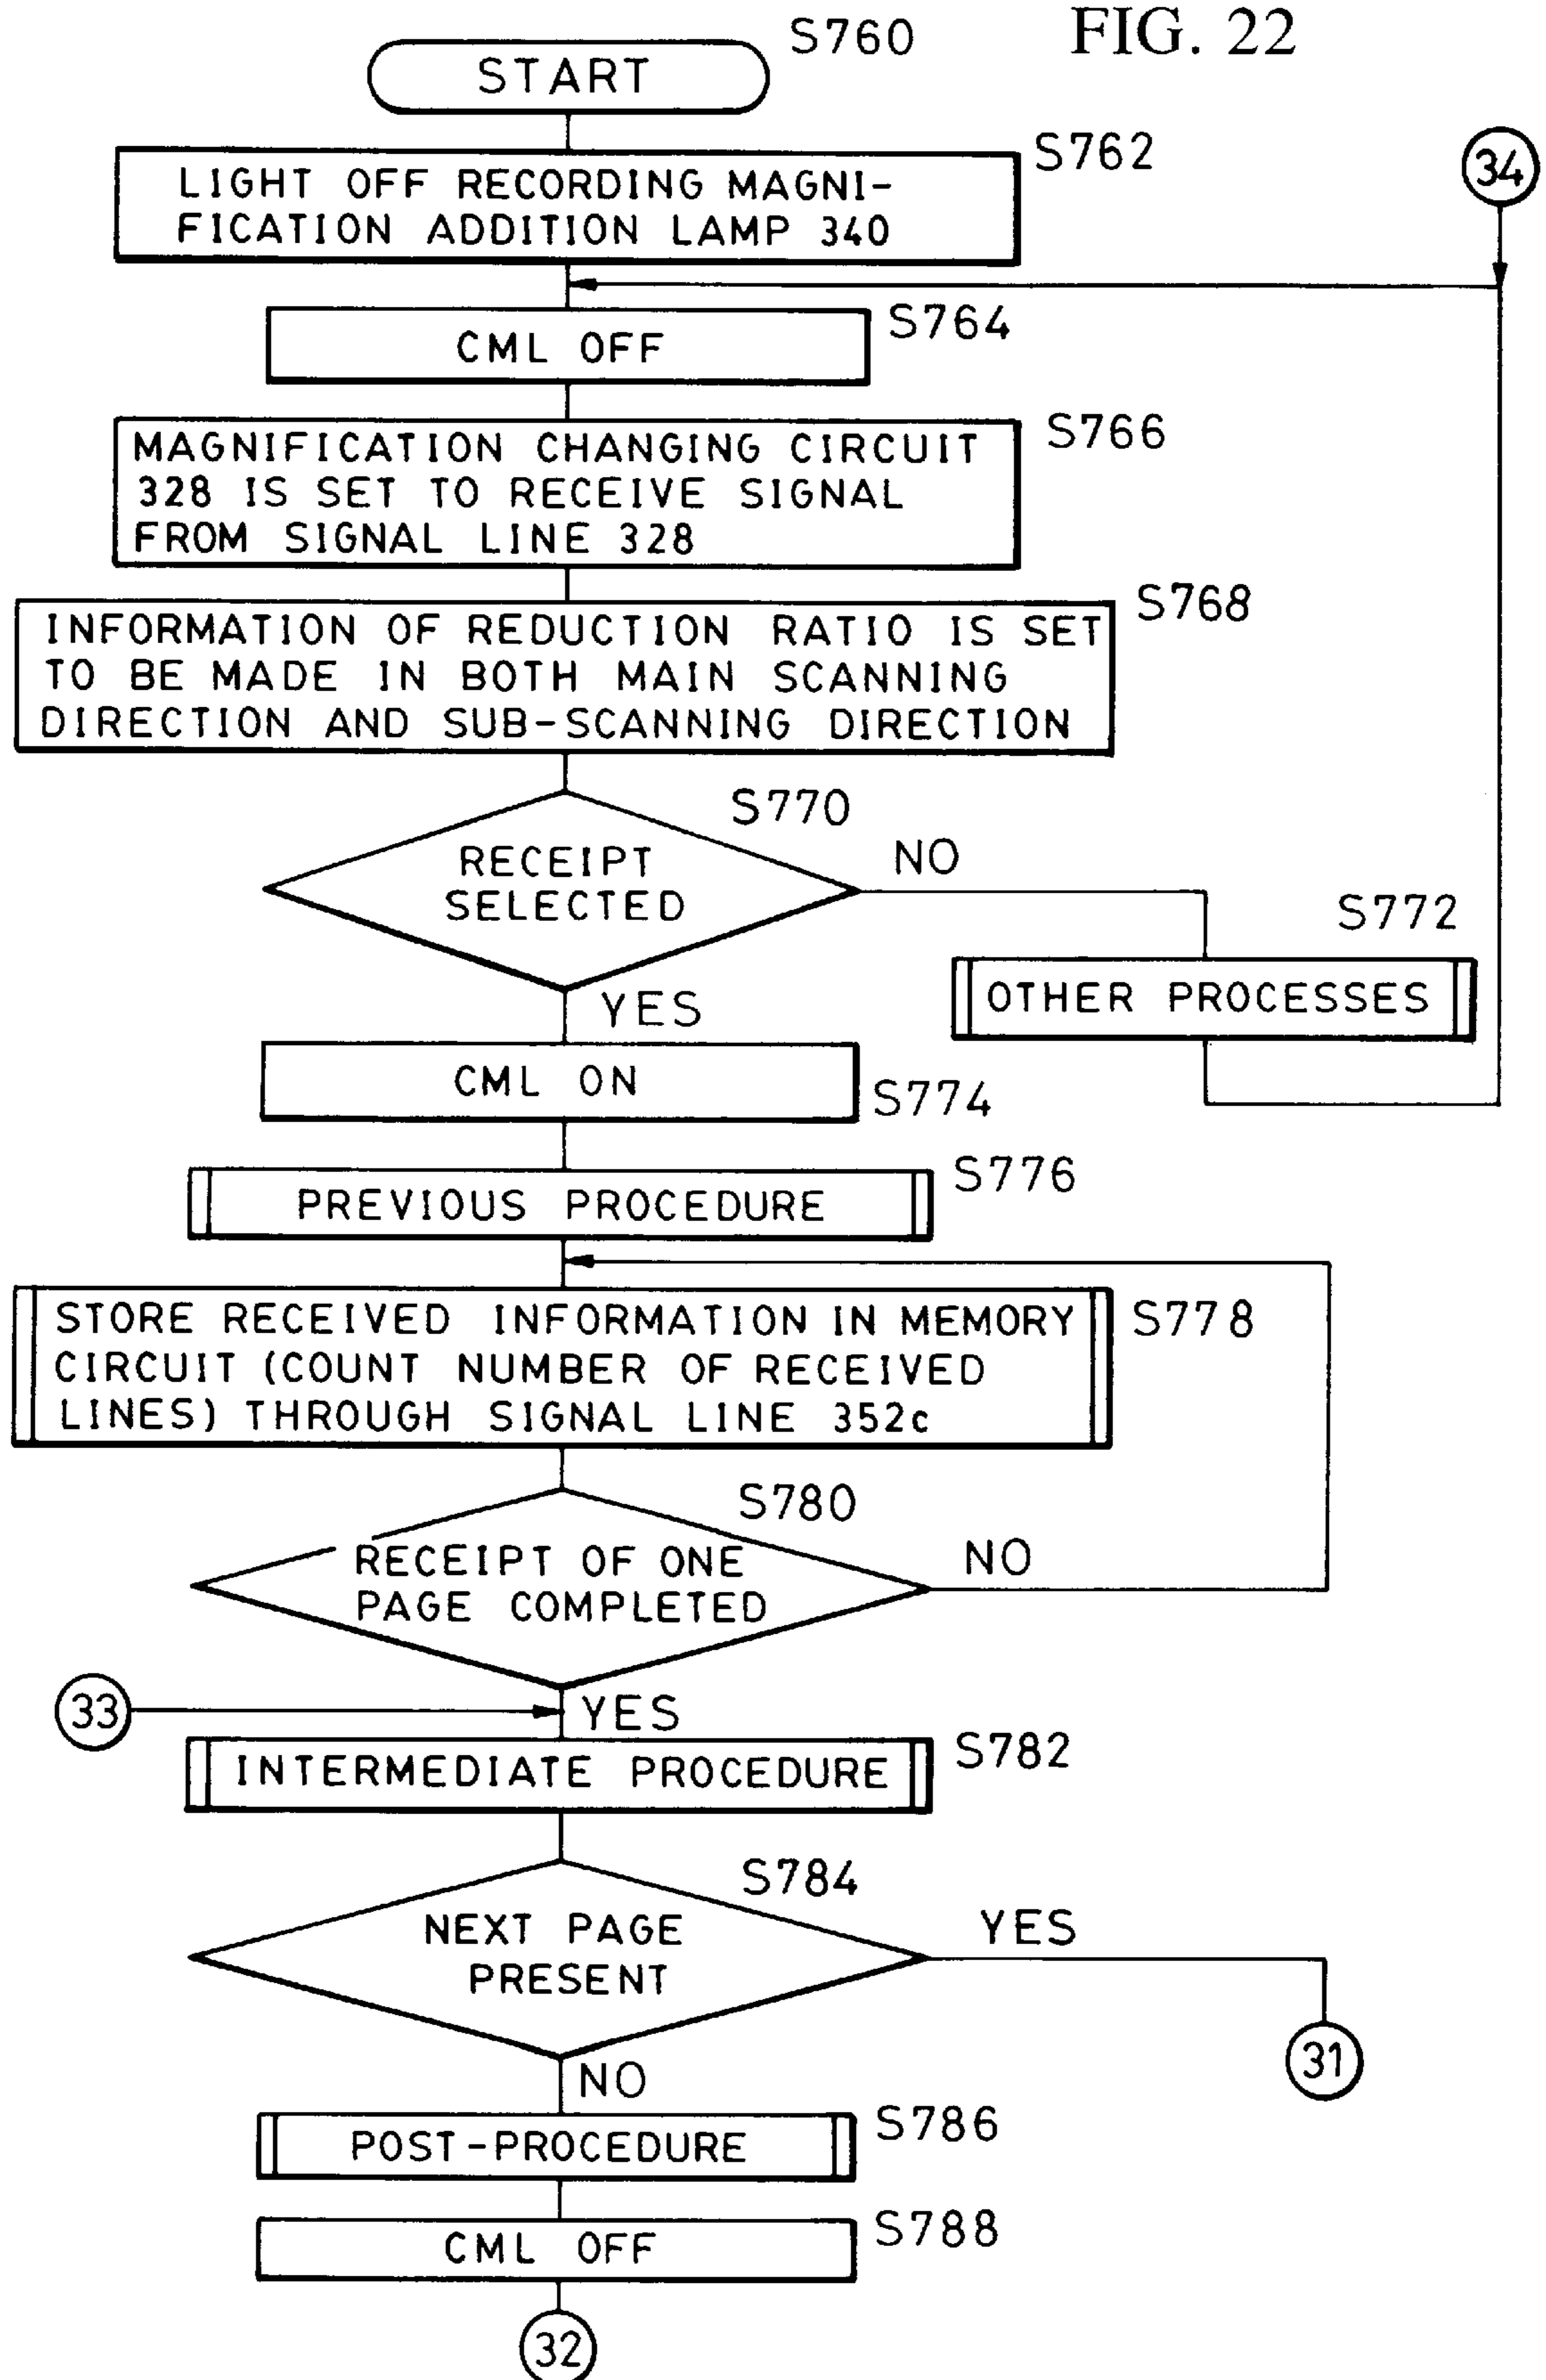 FIG. 22
START
S760
LIGHT OFF RECORDING MAGNI-
FICATION ADDITION LAMP 340
S762
34
CML OFF
S764
MAGNIFICATION CHANGING CIRCUIT
328 IS SET TO RECEIVE SIGNAL
FROM SIGNAL LINE 328
S766
INFORMATION OF REDUCTION RATIO IS SET
TO BE MADE IN BOTH MAIN SCANNING
DIRECTION AND SUB-SCANNING DIRECTION
S768
S770
RECEIPT
SELECTED
NO
S772
OTHER PROCESSES
YES
CML ON
S774
PREVIOUS PROCEDURE
S776
STORE RECEIVED INFORMATION IN MEMORY
CIRCUIT (COUNT NUMBER OF RECEIVED
LINES) THROUGH SIGNAL LINE 352c
S778
S780
RECEIPT OF ONE
PAGE COMPLETED
NO
33
YES
INTERMEDIATE PROCEDURE
S782
S784
NEXT PAGE
PRESENT
YES
31
NO
POST-PROCEDURE
S786
CML OFF
S788
32